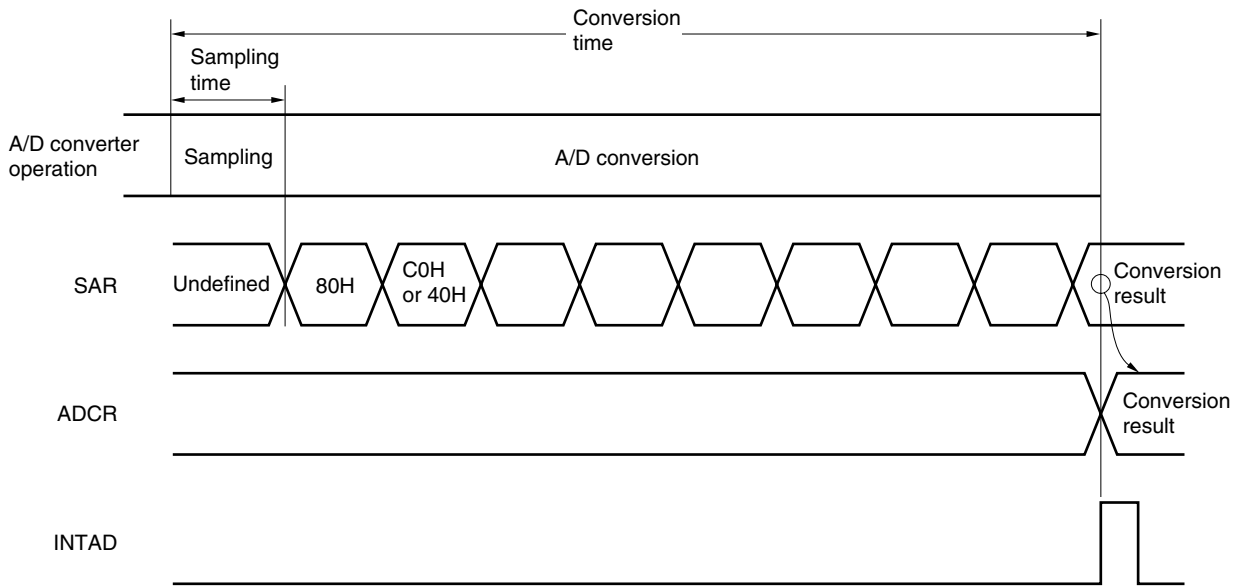 Conversion
time
Sampling
time
A/D converter
operation
Sampling
A/D conversion
SAR
Undefined
80H
C0H
or 40H
Conversion
result
ADCR
Conversion
result
INTAD